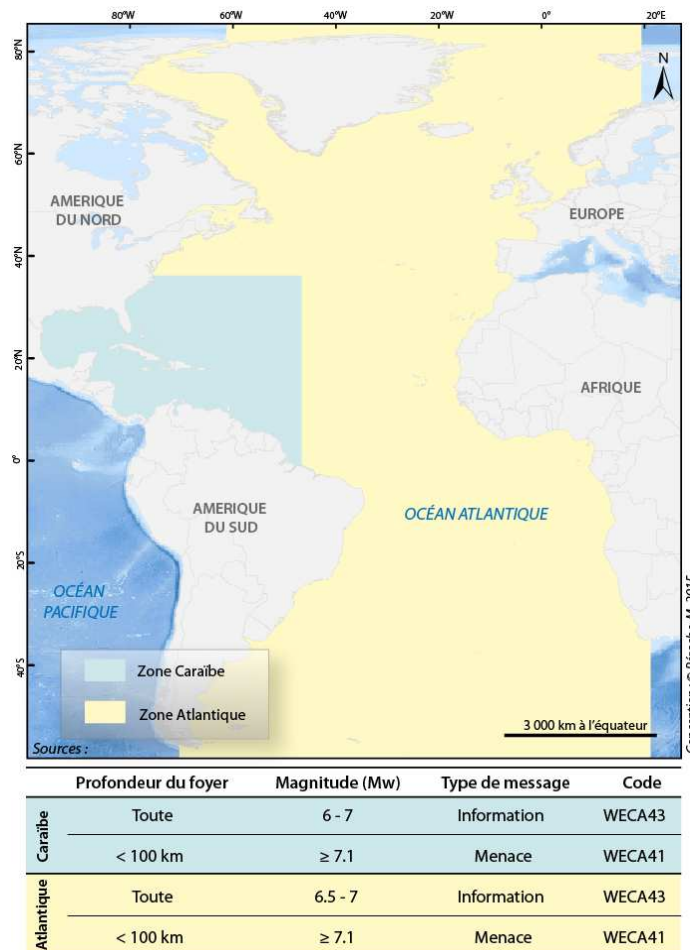 80°W 60°W 40°W 20°W 0° 20°E
80°N
N
60°N
AMERIQUE
DU NORD
EUROPE
40°N
20°N
AFRIQUE
0°
AMERIQUE
DU SUD
OCÉAN ATLANTIQUE
20°S
OCÉAN
PACIFIQUE
40°S
Zone Caraïbe
Zone Atlantique
3 000 km à l'équateur
Sources :
Profondeur du foyer Magnitude (Mw) Type de message Code
Caraïbe
Toute 6 - 7 Information WECA43
< 100 km ≥ 7.1 Menace WECA41
Atlantique
Toute 6.5 - 7 Information WECA43
< 100 km ≥ 7.1 Menace WECA41